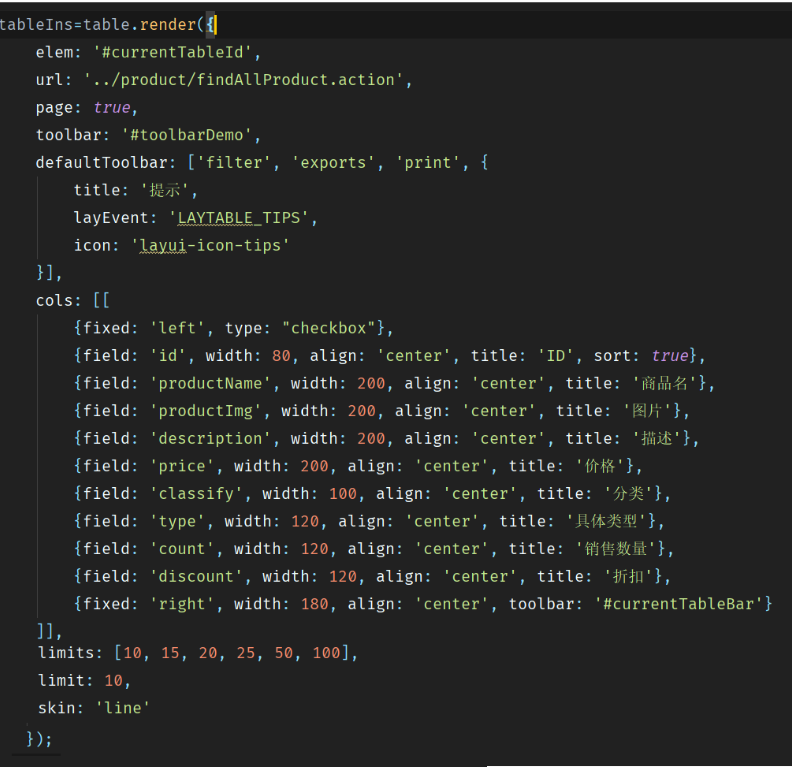 tableIns=table.render({
elem: '#currentTableId',
url: '../product/findAllProduct.action',
page: true,
toolbar: '#toolbarDemo',
defaultToolbar: ['filter', 'exports', 'print', {
title: '提示',
layEvent: 'LAYTABLE_TIPS',
icon: 'layui-icon-tips'
}],
cols: [[
{fixed: 'left', type: "checkbox"},
{field: 'id', width: 80, align: 'center', title: 'ID', sort: true},
{field: 'productName', width: 200, align: 'center', title: '商品名'},
{field: 'productImg', width: 200, align: 'center', title: '图片'},
{field: 'description', width: 200, align: 'center', title: '描述'},
{field: 'price', width: 200, align: 'center', title: '价格'},
{field: 'classify', width: 100, align: 'center', title: '分类'},
{field: 'type', width: 120, align: 'center', title: '具体类型'},
{field: 'count', width: 120, align: 'center', title: '销售数量'},
{field: 'discount', width: 120, align: 'center', title: '折扣'},
{fixed: 'right', width: 180, align: 'center', toolbar: '#currentTableBar'}
]],
limits: [10, 15, 20, 25, 50, 100],
limit: 10,
skin: 'line'
});